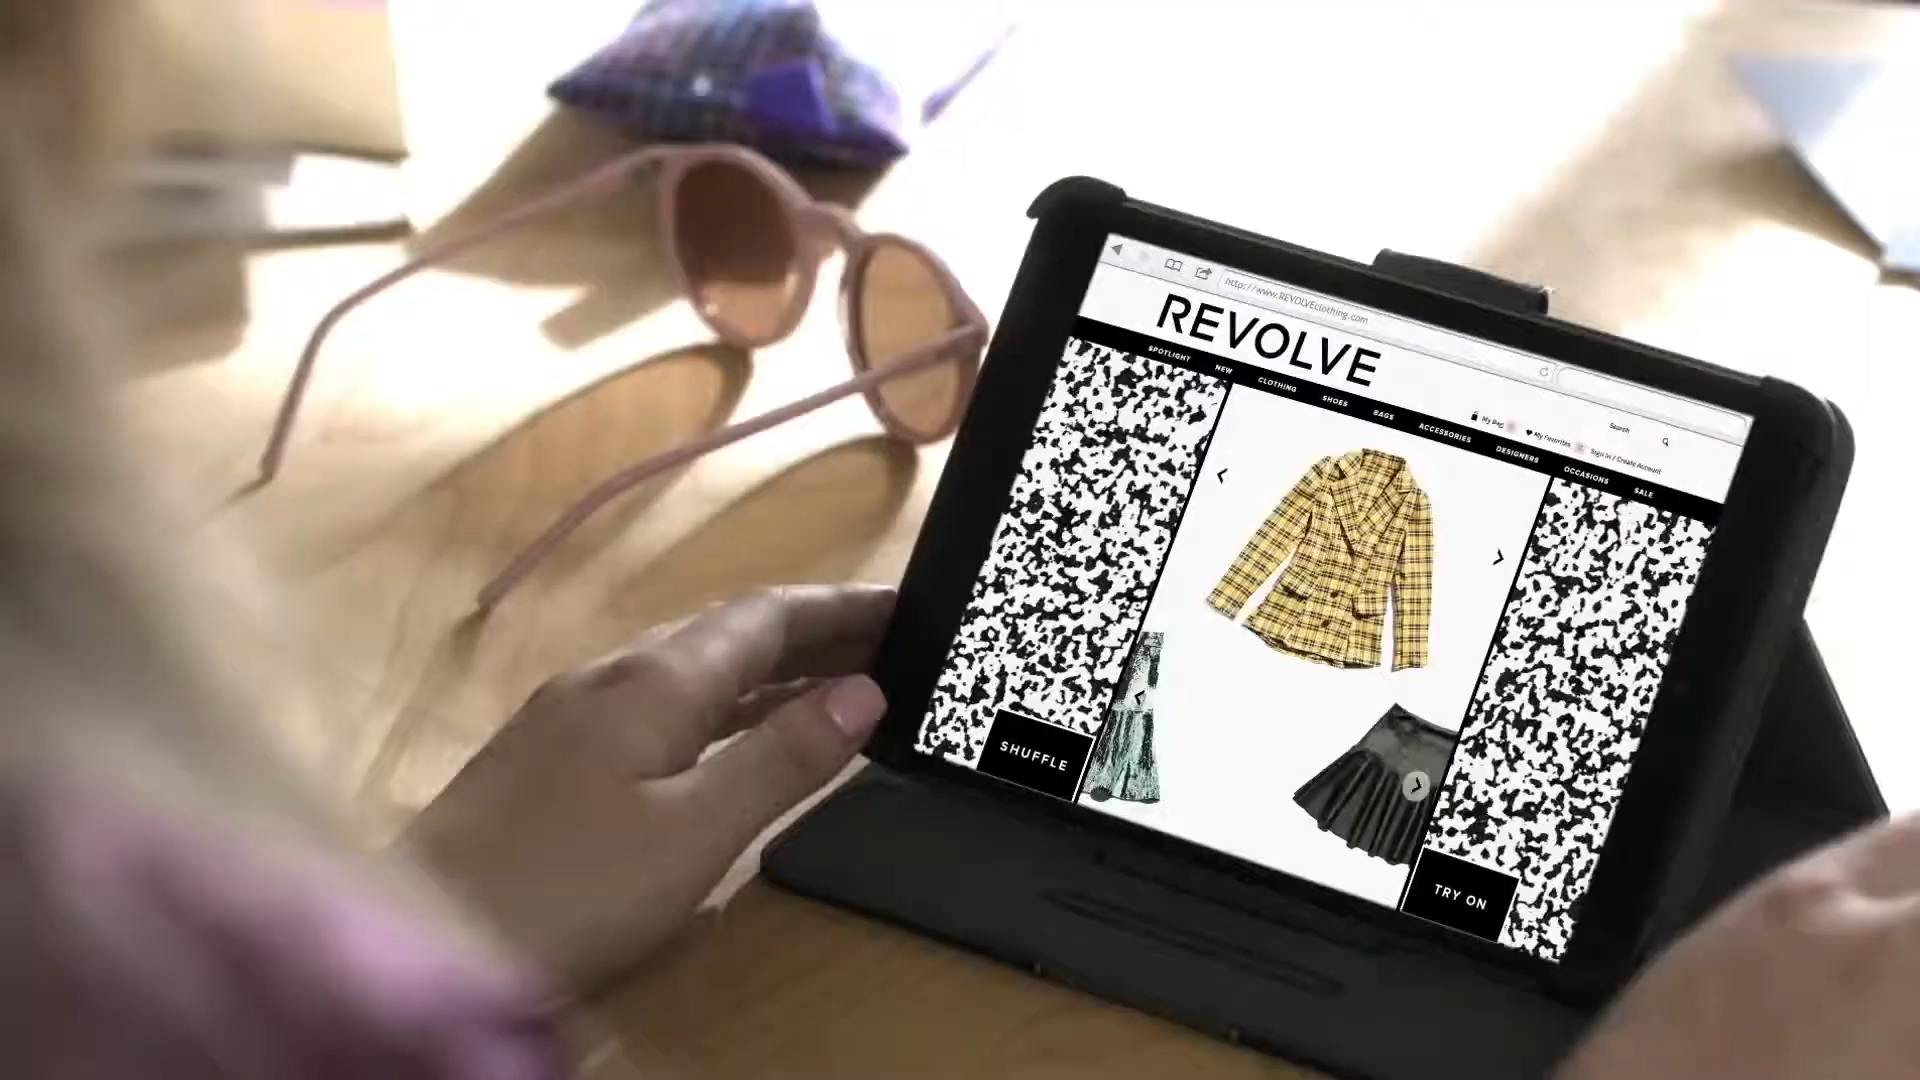 http://www.REVOLVEclothing.com
REVOLVE
My Bag
My Favorites
Sign In / Create Account
Search
SPOTLIGHT
NEW
CLOTHING
SHOES
BAGS
ACCESSORIES
DESIGNERS
OCCASIONS
SALE
SHUFFLE
TRY ON